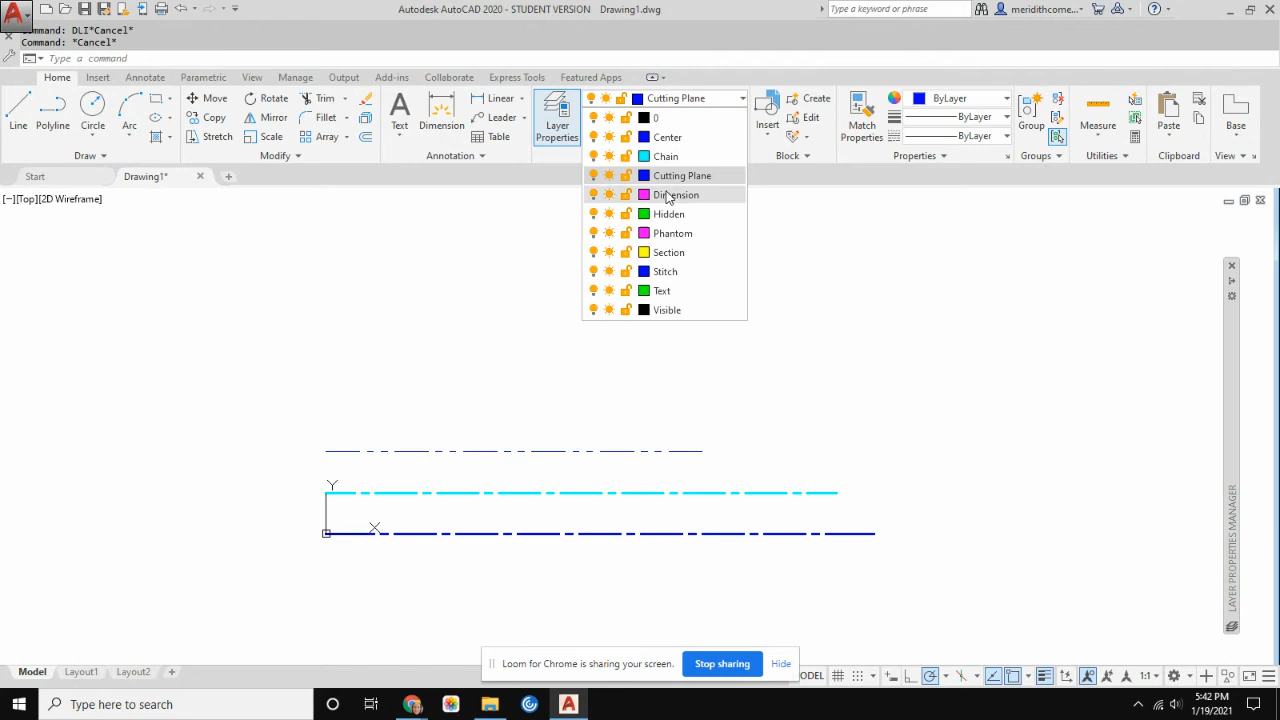 Autodesk AutoCAD 2020 - STUDENT VERSION Drawing1.dwg
Type a keyword or phrase
meridithcome...
Command: DLI*Cancel*
Command: *Cancel*
Type a command
Home Insert Annotate Parametric View Manage Output Add-ins Collaborate Express Tools Featured Apps
Line
Polyline
Circle
Arc
Draw
Move
Rotate
Trim
Copy
Mirror
Fillet
Stretch
Scale
Array
Modify
Text
Dimension
Linear
Leader
Table
Annotation
Layer
Properties
Cutting Plane
0
Center
Chain
Cutting Plane
Dimension
Hidden
Phantom
Section
Stitch
Text
Visible
Insert
Create
Edit
Block
Match
Properties
ByLayer
ByLayer
ByLayer
Properties
Group
Groups
Measure
Utilities
Paste
Clipboard
Base
View
Start
Drawing1*
[−][Top][2D Wireframe]
Y
X
LAYER PROPERTIES MANAGER
Loom for Chrome is sharing your screen.
Stop sharing
Hide
Model Layout1 Layout2
1:1
Type here to search
5:42 PM
1/19/2021